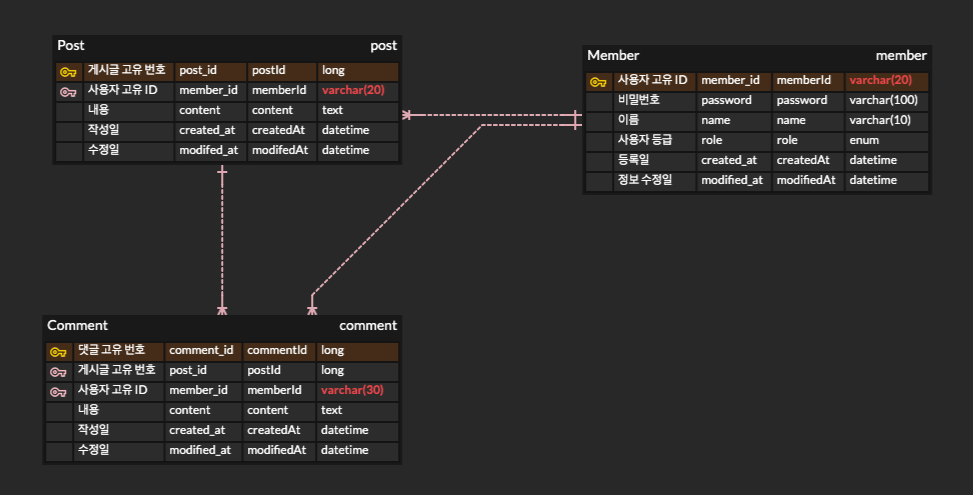 Post post
게시글 고유 번호 post_id postId long
사용자 고유 ID member_id memberId varchar(20)
내용 content content text
작성일 created_at createdAt datetime
수정일 modifed_at modifedAt datetime
Member member
사용자 고유 ID member_id memberId varchar(20)
비밀번호 password password varchar(100)
이름 name name varchar(10)
사용자 등급 role role enum
등록일 created_at createdAt datetime
정보 수정일 modified_at modifiedAt datetime
Comment comment
댓글 고유 번호 comment_id commentId long
게시글 고유 번호 post_id postId long
사용자 고유 ID member_id memberId varchar(30)
내용 content content text
작성일 created_at createdAt datetime
수정일 modified_at modifiedAt datetime